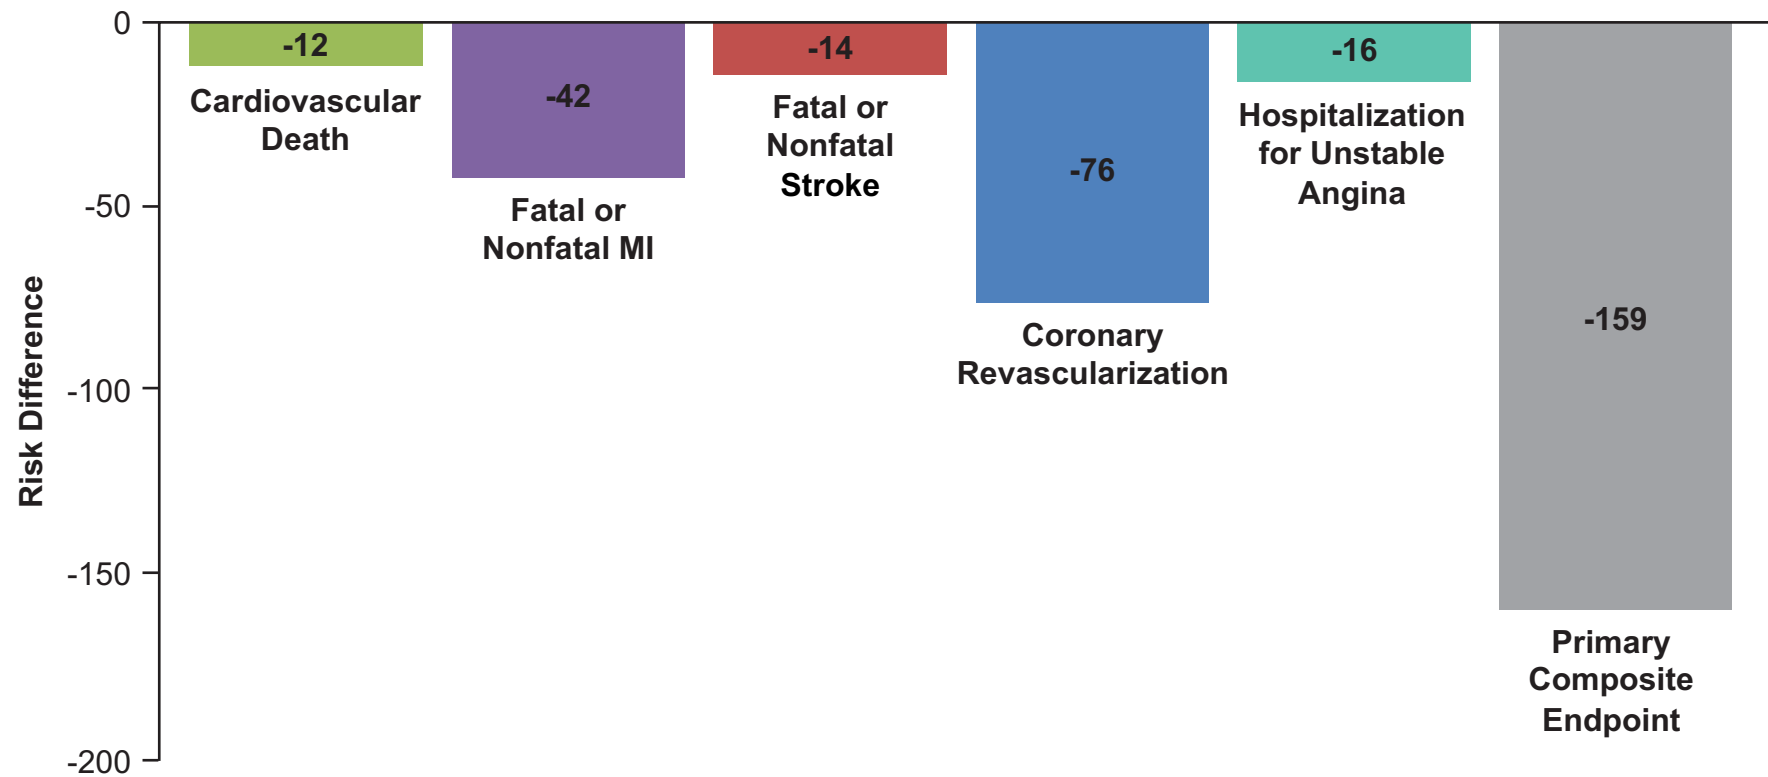 0
-50
-100
-150
-200
Risk Difference
-12
Cardiovascular
Death
-42
Fatal or
Nonfatal MI
-14
Fatal or
Nonfatal
Stroke
-76
Coronary
Revascularization
-16
Hospitalization
for Unstable
Angina
-159
Primary
Composite
Endpoint